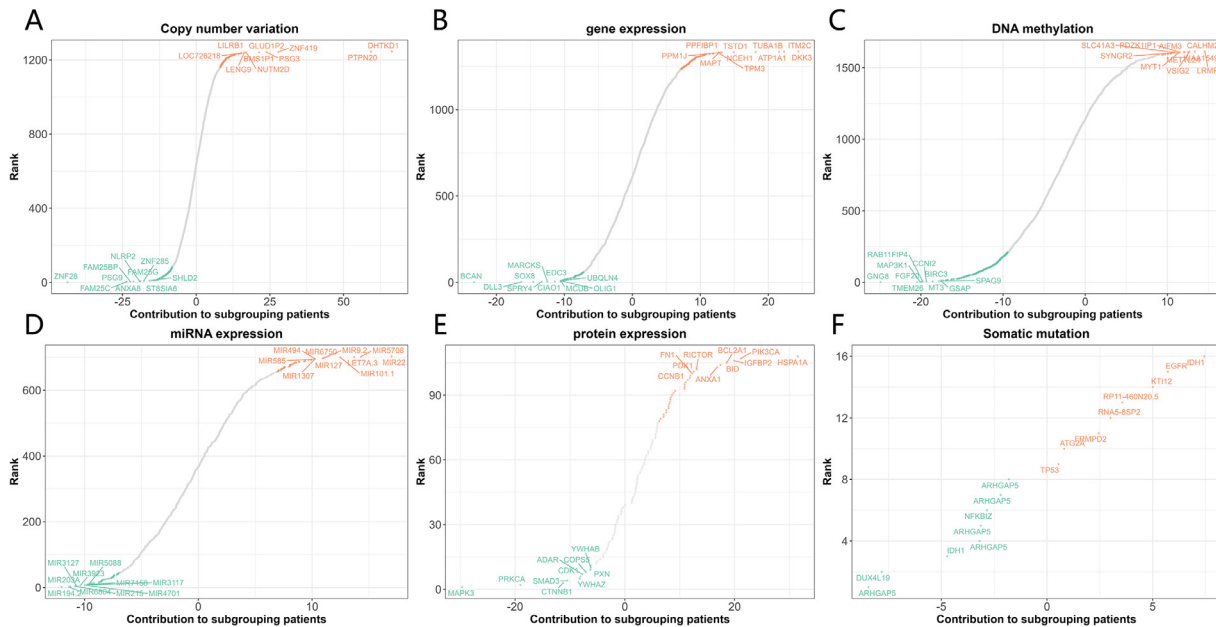 A
Copy number variation
LILRB1 GLUD1P2 ZNF419 DHTKD1
LOC728218 BMS1P1 PSG3 PTPN20
LENG9 NUTM2D
1200
800
400
0
Rank
NLRP2 ZNF285
FAM25BP FAM25G SHLD2
ZNF28 PSG9
FAM25C ANXA8 ST8SIA6
-25 0 25 50
Contribution to subgrouping patients
B
gene expression
PPFIBP1 TSTD1 TUBA1B ITM2C
PPM1J NCEH1 ATP1A1 DKK3
MAPT TPM3
1000
500
0
Rank
MARCKS EDC3
BCAN SOX8 UBQLN4
DLL3 SPRY4 CIAO1 MCUB OLIG1
-20 -10 0 10 20
Contribution to subgrouping patients
C
DNA methylation
SLC41A3 PDZK1IP1 AIFM3
SYNGR2
MYT1 VSIG2
1500
1000
500
0
Rank
RAB11FIP4 CCNI2
MAP3K1 BIRC3
GNG8 FGF20 SPAG9
TMEM26 MT3 GSAP
-20 -10 0 10
Contribution to subgrouping patients
D
miRNA expression
MIR494 MIR6750 MIR9.2 MIR5708
MIR585 MIR127 LET7A.3 MIR22
MIR1307 MIR101.1
600
400
200
0
Rank
MIR3127 MIR5088
MIR203A MIR3923 MIR7158 MIR3117
MIR194.2 MIR6804 MIR215 MIR4701
-10 0 10
Contribution to subgrouping patients
E
protein expression
FN1 RICTOR BCL2A1 PIK3CA
PDK1 IGFBP2 HSPA1A
CCNB1 ANXA1 BID
90
60
30
0
Rank
YWHAB
ADAR COPS5
CDK1 PXN
PRKCA SMAD3 YWHAZ
MAPK3 CTNNB1
-20 0 20
Contribution to subgrouping patients
F
Somatic mutation
16
12
8
4
Rank
IDH1
EGFR
KTI12
RP11-460N20.5
RNA5-8SP2
FRMPD2
ATG2A
TP53
ARHGAP5
ARHGAP5
NFKBIZ
ARHGAP5
ARHGAP5
IDH1
DUX4L19
ARHGAP5
-5 0 5
Contribution to subgrouping patients